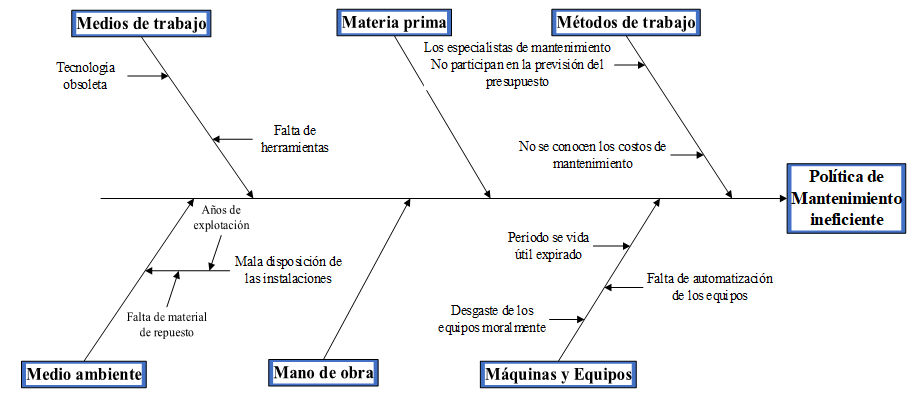 Medios de trabajo
Materia prima
Métodos de trabajo
Los especialistas de mantenimiento
No participan en la previsión del
presupuesto
Tecnología
obsoleta
Falta de
herramientas
No se conocen los costos de
mantenimiento
Política de
Mantenimiento
ineficiente
Años de
explotación
Mala disposición de
las instalaciones
Falta de material
de repuesto
Periodo se vida
útil expirado
Falta de automatización
de los equipos
Desgaste de los
equipos moralmente
Medio ambiente
Mano de obra
Máquinas y Equipos